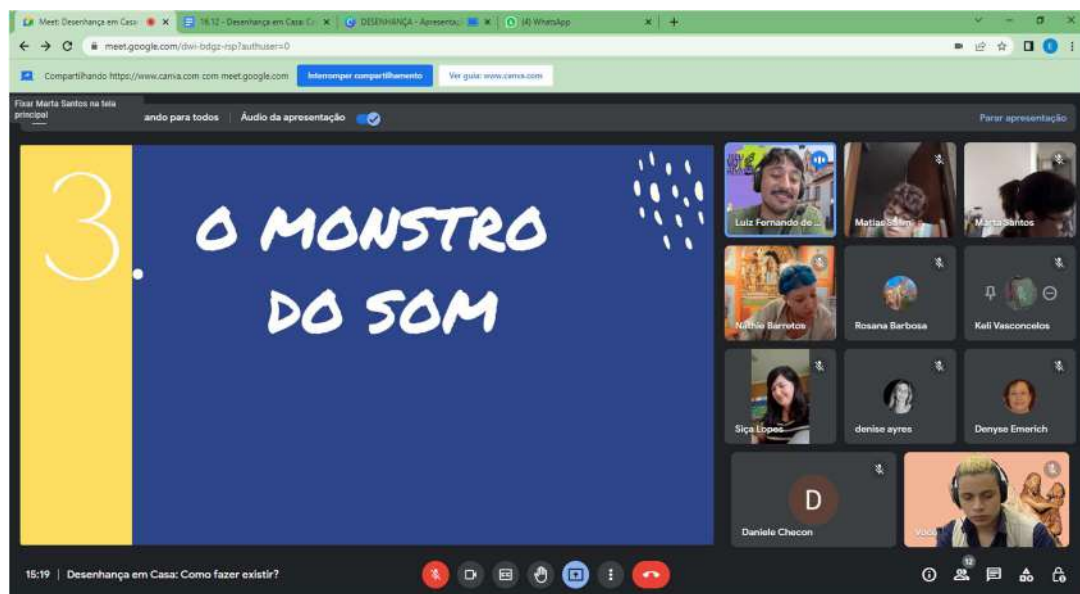 Meet: Desenhança em Casa
16.12 - Desenhança em Casa: C
DESENHANÇA - Apresentaç
(4) WhatsApp
meet.google.com/dwi-bdgz-rsp?authuser=0
Compartilhando https://www.canva.com com meet.google.com
Interromper compartilhamento
Ver guia: www.canva.com
Fixar Marta Santos na tela
principal
ando para todos
Áudio da apresentação
Parar apresentação
3.
O MONSTRO
DO SOM
Luiz Fernando de ...
Matias
Marta Santos
Nathie Barretos
Rosana Barbosa
Keli Vasconcelos
Siça Lopes
denise ayres
Denyse Emerich
D
Daniele Checon
Você
15:19 | Desenhança em Casa: Como fazer existir?
12